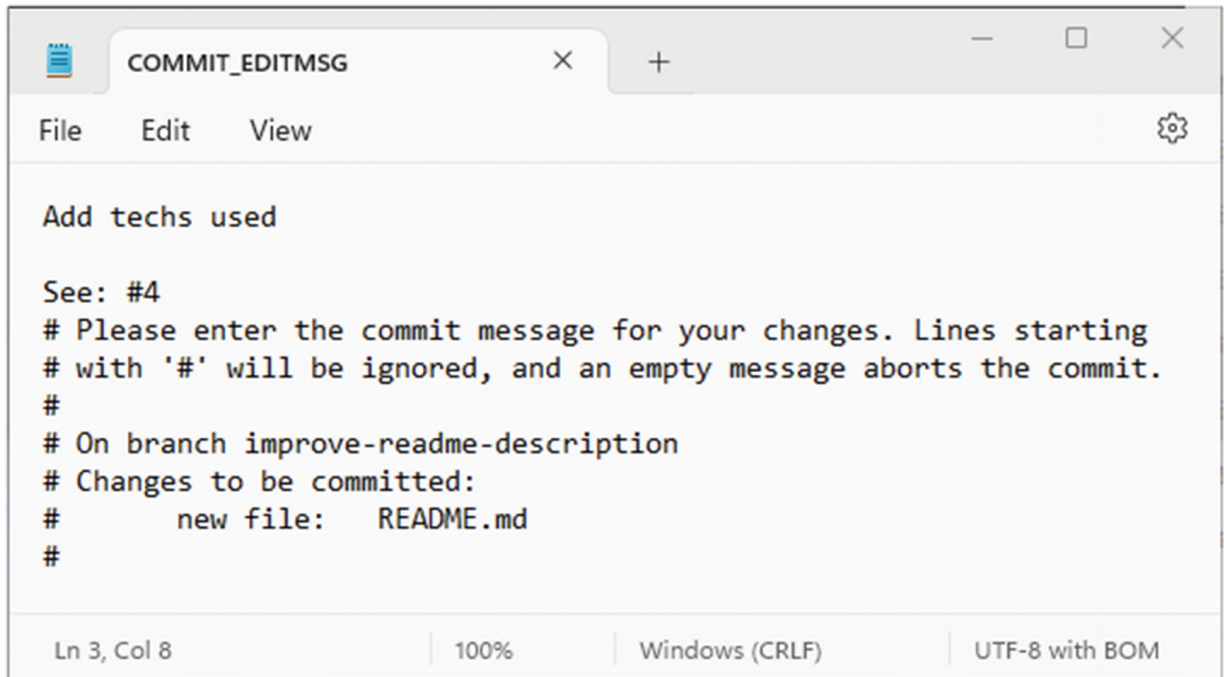 COMMIT_EDITMSG
File Edit View
Add techs used
See: #4
# Please enter the commit message for your changes. Lines starting
# with '#' will be ignored, and an empty message aborts the commit.
#
# On branch improve-readme-description
# Changes to be committed:
#       new file:   README.md
#
Ln 3, Col 8 100% Windows (CRLF) UTF-8 with BOM